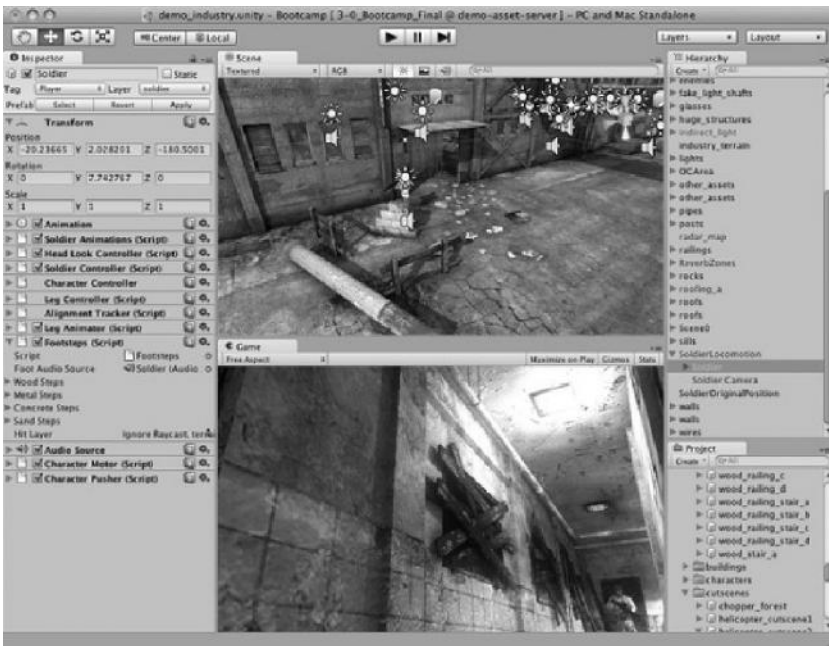 demo_industry.unity - Bootcamp [ 3-0_Bootcamp_Final @ demo-asset-server ] - PC and Mac Standalone
Center Local Layers Layout
Inspector
Soldier Static
Tag Player Layer soldier
Prefab Select Revert Apply
Transform
Position
X -20.23665 Y 2.028201 Z -180.5001
Rotation
X 0 Y 7.742767 Z 0
Scale
X 1 Y 1 Z 1
Animation
Soldier Animations (Script)
Head Look Controller (Script)
Soldier Controller (Script)
Character Controller
Leg Controller (Script)
Alignment Tracker (Script)
Leg Animator (Script)
Footsteps (Script)
Script Footsteps
Foot Audio Source Soldier (Audio
Wood Steps
Metal Steps
Concrete Steps
Sand Steps
Hit Layer Ignore Raycast, terr
Audio Source
Character Motor (Script)
Character Pusher (Script)
Scene
Textured RGB All
Game
Free Aspect Maximize on Play Gizmos Stats
Hierarchy
Create All
enemies
fake_light_shafts
glasses
huge_structures
indirect_light
industry_terrain
lights
OCArea
other_assets
other_assets
pipes
posts
radar_map
railings
ReverbZones
rocks
roofing_a
roofs
roofs
Scene0
sills
SoldierLocomotion
Soldier
Soldier Camera
SoldierOriginalPosition
walls
walls
wires
Project
Create All
wood_railing_c
wood_railing_d
wood_railing_stair_a
wood_railing_stair_b
wood_railing_stair_c
wood_railing_stair_d
wood_stair_a
buildings
characters
cutscenes
chopper_forest
helicopter_cutscene1
helicopter_cutscene2